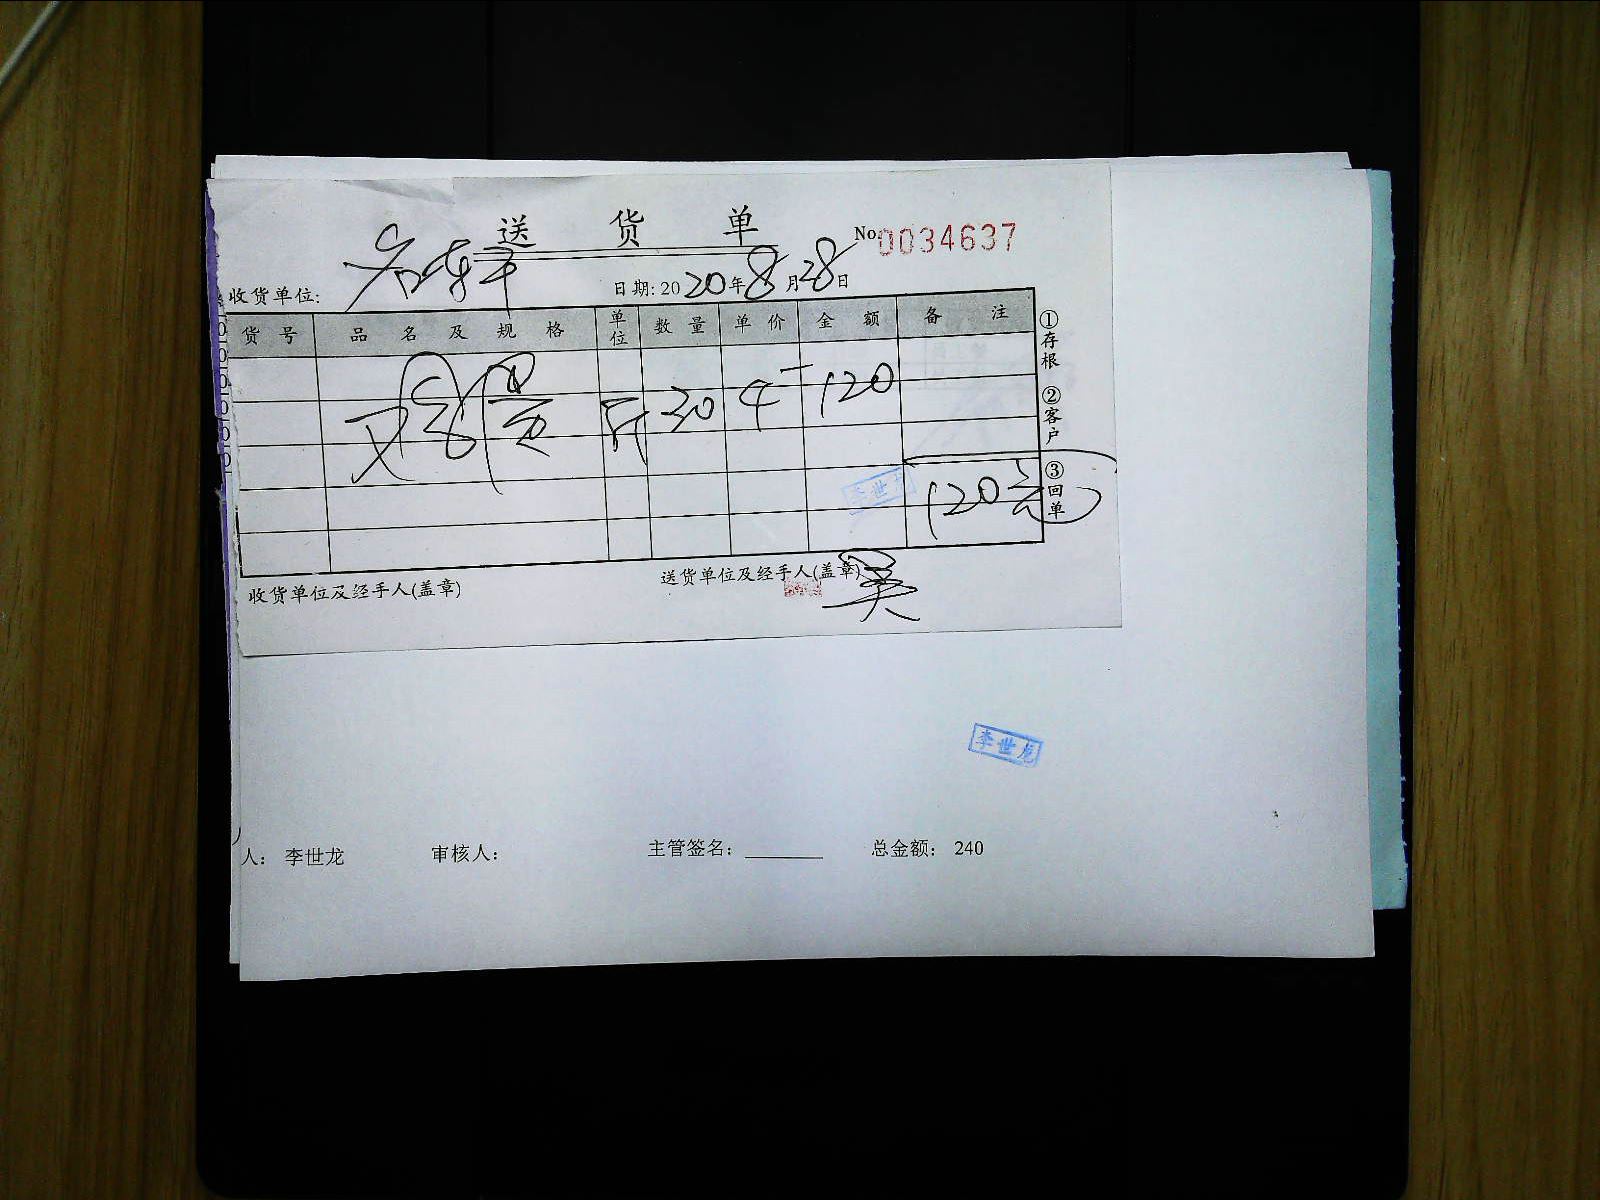 送 货 单
No. 0034637
收货单位:
日期: 2020年8月28日
货号 品名及规格 单位 数量 单价 金额 备注
斤 30 4 120
120元
①存根 ②客户 ③回单
李世龙
收货单位及经手人(盖章) 送货单位及经手人(盖章) 吴
李世龙
人: 李世龙 审核人: 主管签名: 总金额: 240